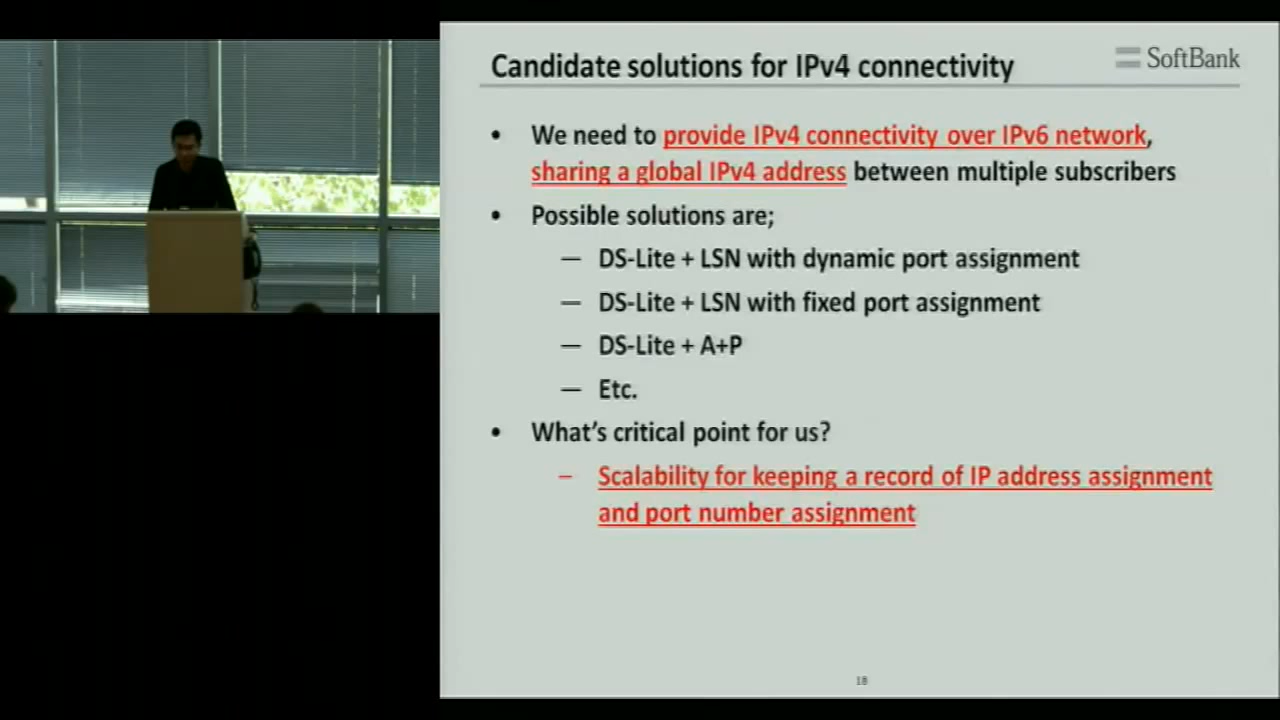 Candidate solutions for IPv4 connectivity
SoftBank
• We need to provide IPv4 connectivity over IPv6 network,
sharing a global IPv4 address between multiple subscribers
• Possible solutions are;
— DS-Lite + LSN with dynamic port assignment
— DS-Lite + LSN with fixed port assignment
— DS-Lite + A+P
— Etc.
• What's critical point for us?
– Scalability for keeping a record of IP address assignment
and port number assignment
18